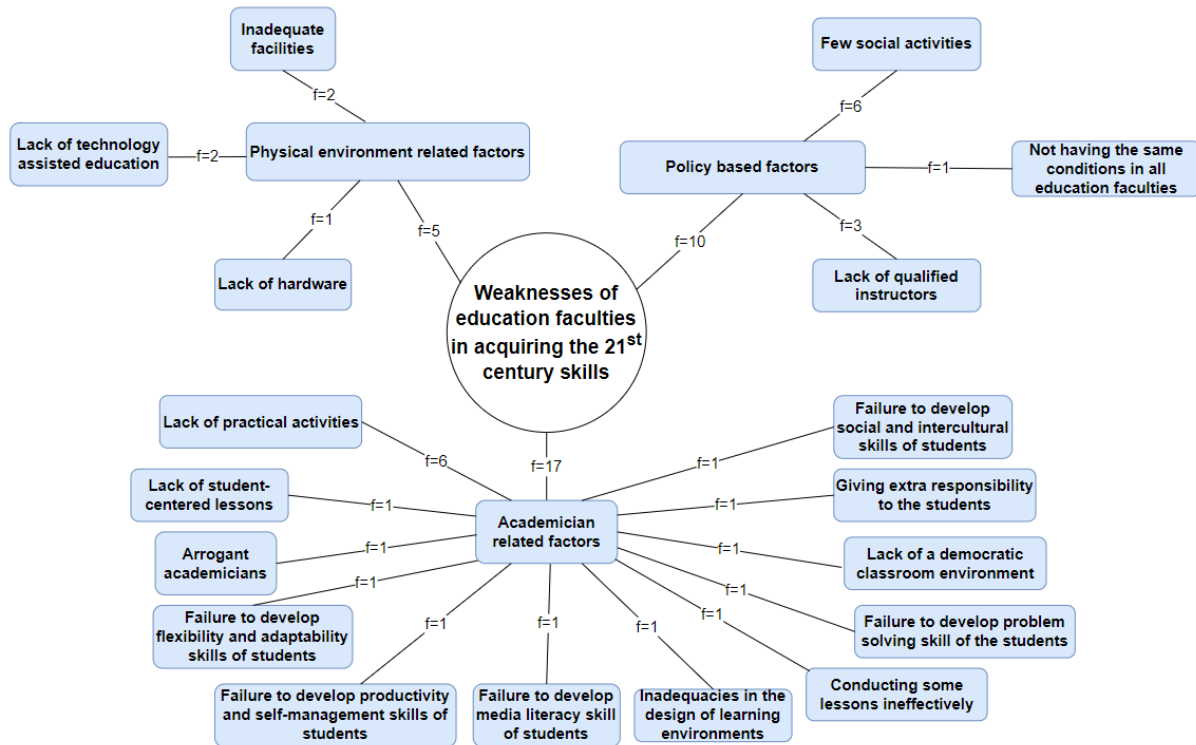 Inadequate
facilities
Few social activities
f=2
f=6
Lack of technology
assisted education
f=2
Physical environment related factors
Policy based factors
f=1
Not having the same
conditions in all
education faculties
f=1
f=5
f=10
f=3
Lack of hardware
Lack of qualified
instructors
Weaknesses of
education faculties
in acquiring the 21st
century skills
Lack of practical activities
f=6
f=17
f=1
Failure to develop
social and intercultural
skills of students
Lack of student-
centered lessons
f=1
Academician
related factors
f=1
Giving extra responsibility
to the students
Arrogant
academicians
f=1
f=1
Lack of a democratic
classroom environment
f=1
Failure to develop
flexibility and adaptability
skills of students
f=1
Failure to develop problem
solving skill of the students
f=1
Failure to develop productivity
and self-management skills of
students
f=1
Failure to develop
media literacy skill
of students
f=1
Inadequacies in the
design of learning
environments
f=1
Conducting some
lessons ineffectively